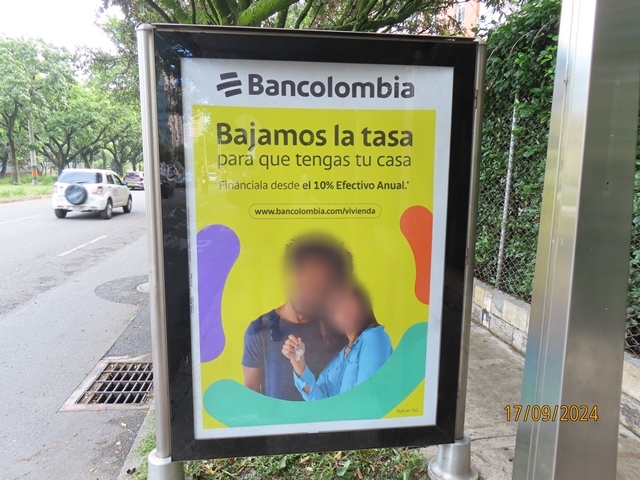 Bancolombia
Bajamos la tasa
para que tengas tu casa
Finánciala desde el 10% Efectivo Anual.*
www.bancolombia.com/vivienda
17/09/2024